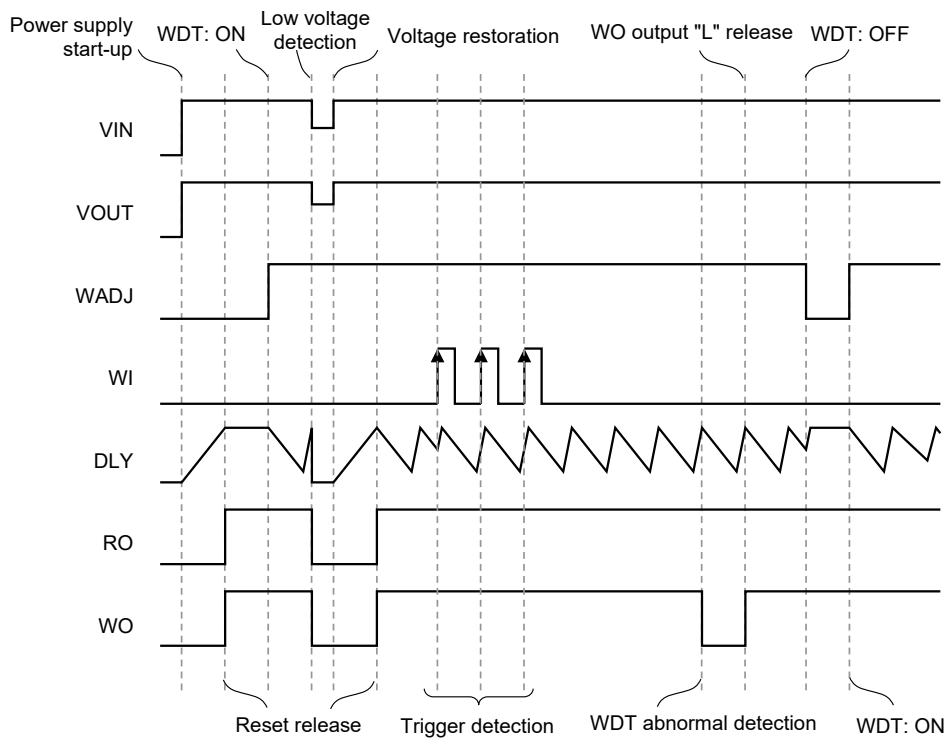 Power supply
start-up
WDT: ON
Low voltage
detection
Voltage restoration
WO output "L" release
WDT: OFF
VIN
VOUT
WADJ
WI
DLY
RO
WO
Reset release
Trigger detection
WDT abnormal detection
WDT: ON